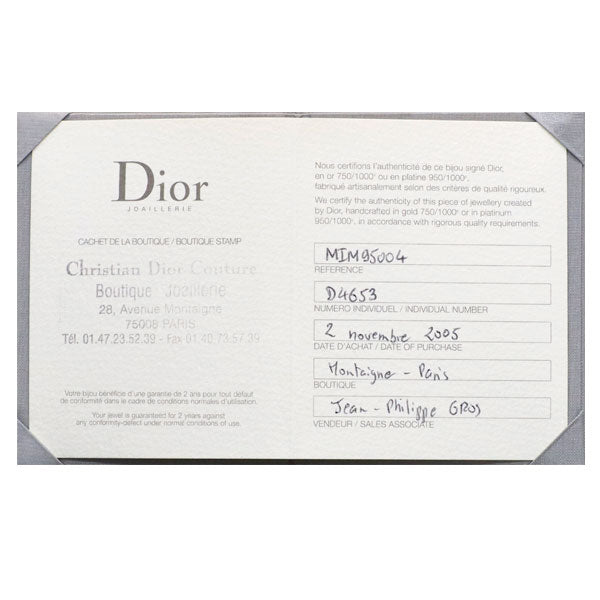 Dior
JOAILLERIE
CACHET DE LA BOUTIQUE / BOUTIQUE STAMP
Christian Dior Couture
Boutique Joaillerie
28, Avenue Montaigne
75008 PARIS
Tél. 01.47.23.52.39 - Fax 01.40.73.57.39
Votre bijou bénéficie d'un garantie de 2 ans pour tout défaut
de conformité dans le cadre de conditions normales d'utilisation.
Your jewel is guaranteed for 2 years against
any conformity-defect under normal conditions of use.
Nous certifions l'authenticité de ce bijou signé Dior,
en or 750/1000e ou en platine 950/1000e,
fabriqué artisanalement selon des critères de qualité rigoureux.
We certify the authenticity of this piece of jewellery created
by Dior, handcrafted in gold 750/1000e or in platinum
950/1000e, in accordance with rigorous quality requirements.
MIM95004
REFERENCE
D4653
NUMERO INDIVIDUEL / INDIVIDUAL NUMBER
2 novembre 2005
DATE D'ACHAT / DATE OF PURCHASE
Montaigne - Paris
BOUTIQUE
Jean - Philippe GROS
VENDEUR / SALES ASSOCIATE